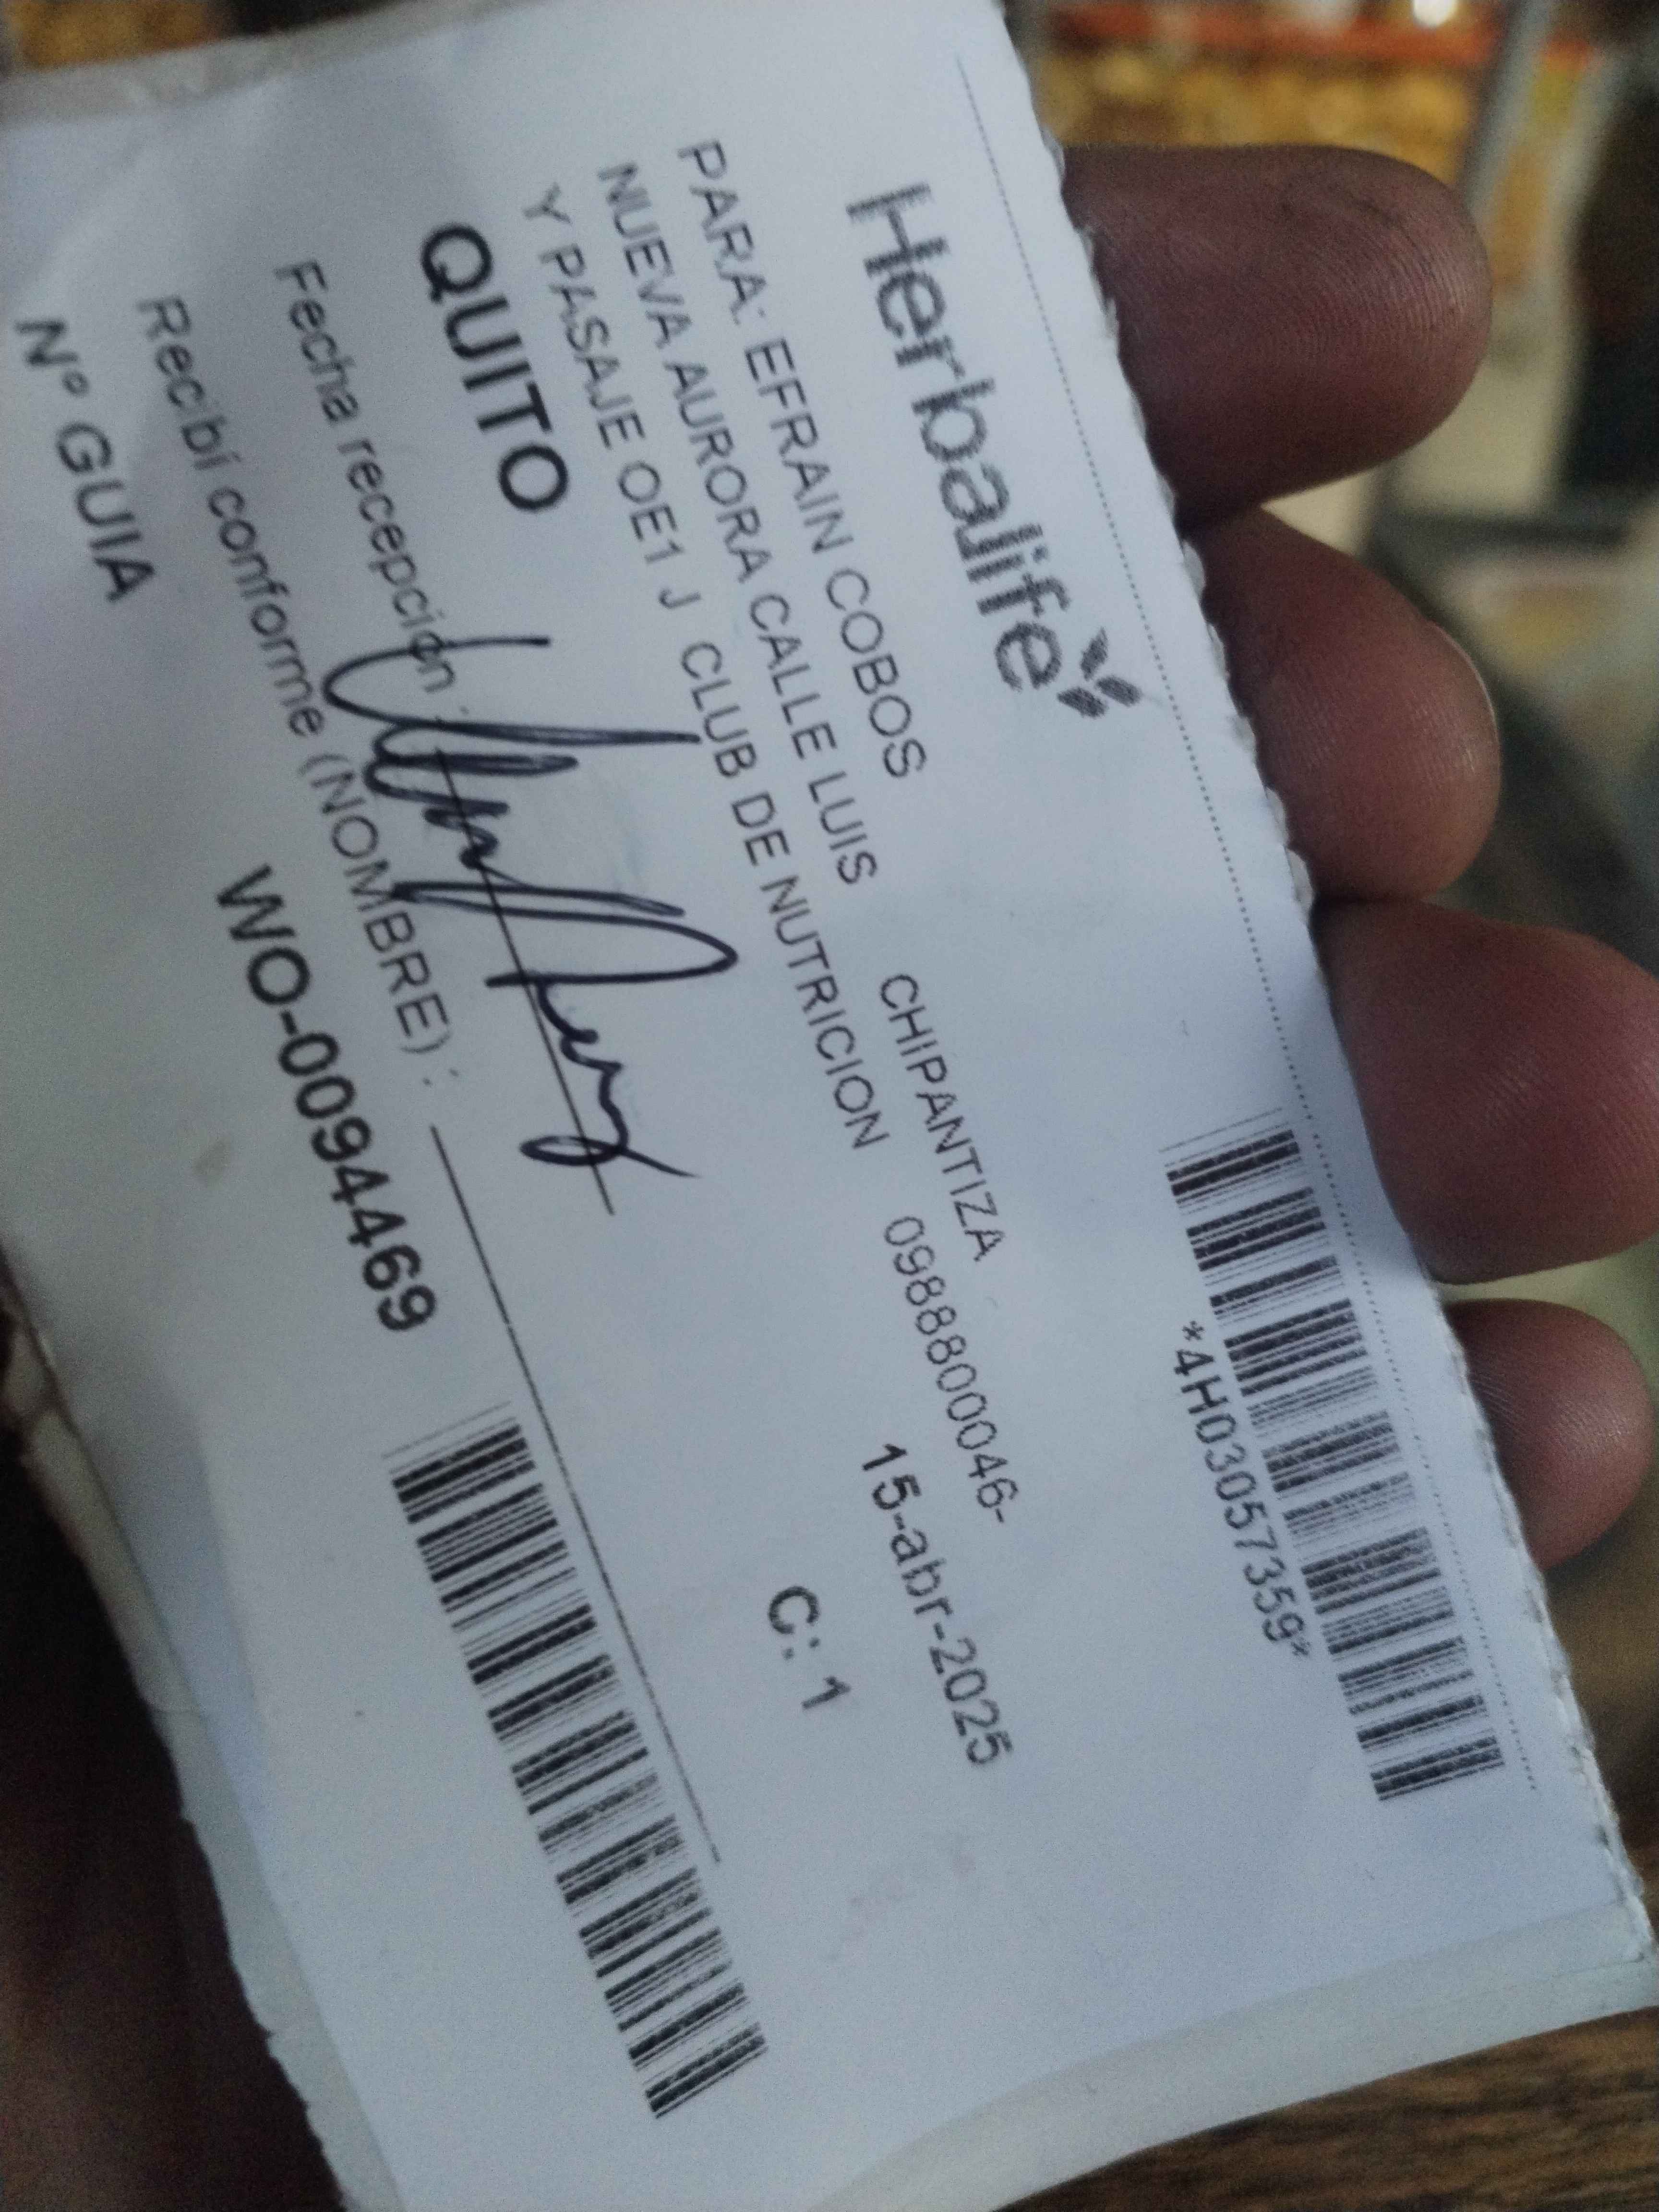 Herbalife
*4H03057359*
PARA: EFRAIN COBOS CHIPANTIZA 0988800046-
NUEVA AURORA CALLE LUIS
Y PASAJE OE1 J CLUB DE NUTRICION 15-abr-2025
QUITO C: 1
Fecha recepción :
Recibí conforme (NOMBRE) :
Nº GUIA WO-0094469